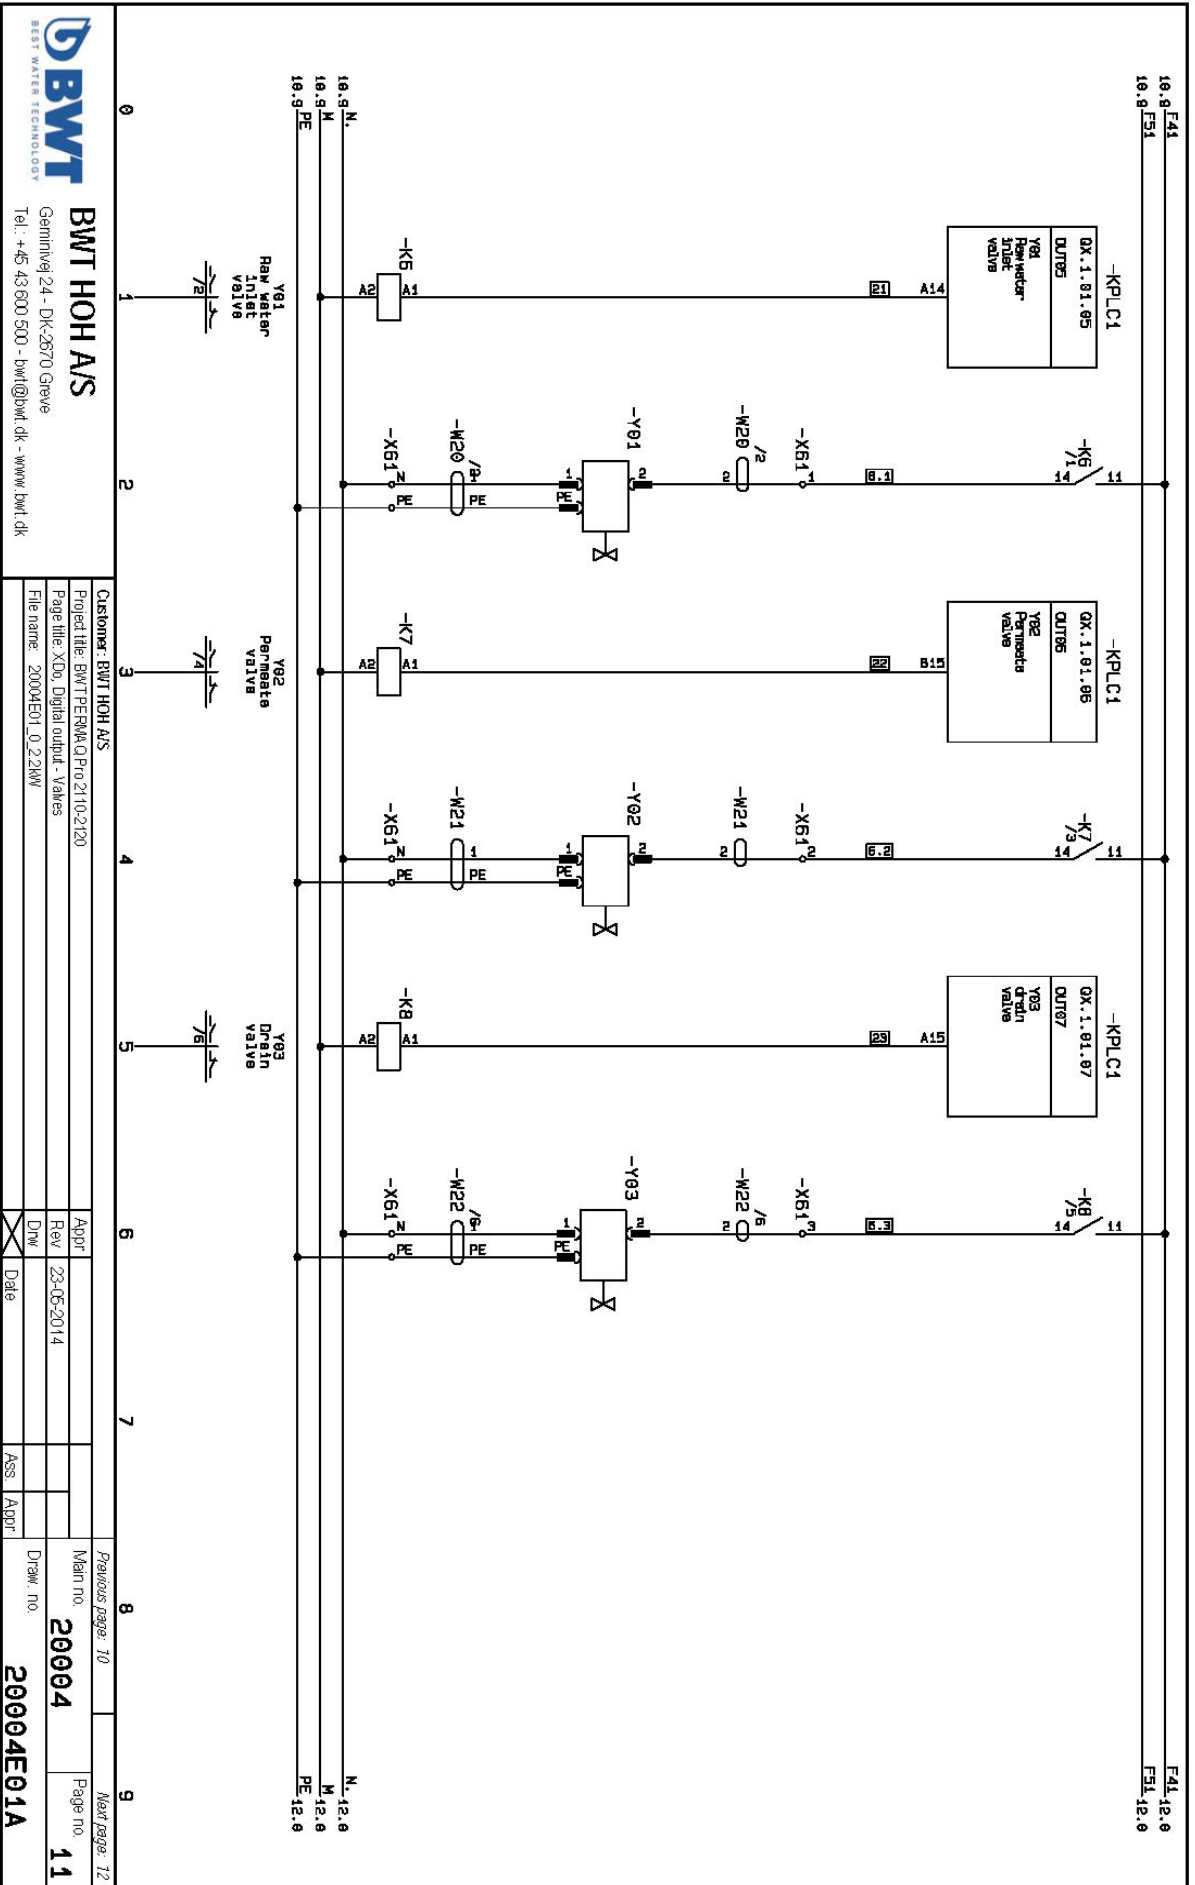 10.9 F41
10.9 F51
F41 12.0
F51 12.0
-KPLC1
QX.1.01.05
OUT05
Y01
Raw water
inlet
valve
A14
21
-K6
/1
11
14
6.1
-X61
1
-W20
/2
2
-Y01
2
1
PE
-W20
/2
1
PE
-X61
N
PE
-K6
A1
A2
-KPLC1
QX.1.01.06
OUT06
Y02
Permeate
valve
B15
22
-K7
/3
11
14
6.2
-X61
2
-W21
2
-Y02
2
1
PE
-W21
1
PE
-X61
N
PE
-K7
A1
A2
-KPLC1
QX.1.01.07
OUT07
Y03
drain
valve
A15
23
-K8
/5
11
14
6.3
-X61
3
-W22
/6
2
-Y03
2
1
PE
-W22
/6
1
PE
-X61
N
PE
-K8
A1
A2
10.9 N.
10.9 M
10.9 PE
N. 12.0
M 12.0
PE 12.0
Y01
Raw water
inlet
valve
/2
Y02
Permeate
valve
/4
Y03
Drain
valve
/6
0 1 2 3 4 5 6 7 8 9
BWT
BEST WATER TECHNOLOGY
BWT HOH A/S
Geminivej 24 - DK-2670 Greve
Tel.: +45 43 600 500 - bwt@bwt.dk - www.bwt.dk
Customer: BWT HOH A/S
Project title: BWT PERMAQ Pro 2110-2120
Page title: XDo, Digital output - Valves
File name: 20004E01_0_2.2kW
Appr
Rev 23-05-2014
Drw
Date
Ass. Appr
Previous page: 10
Next page: 12
Main no. 20004
Page no. 11
Draw. no. 20004E01A